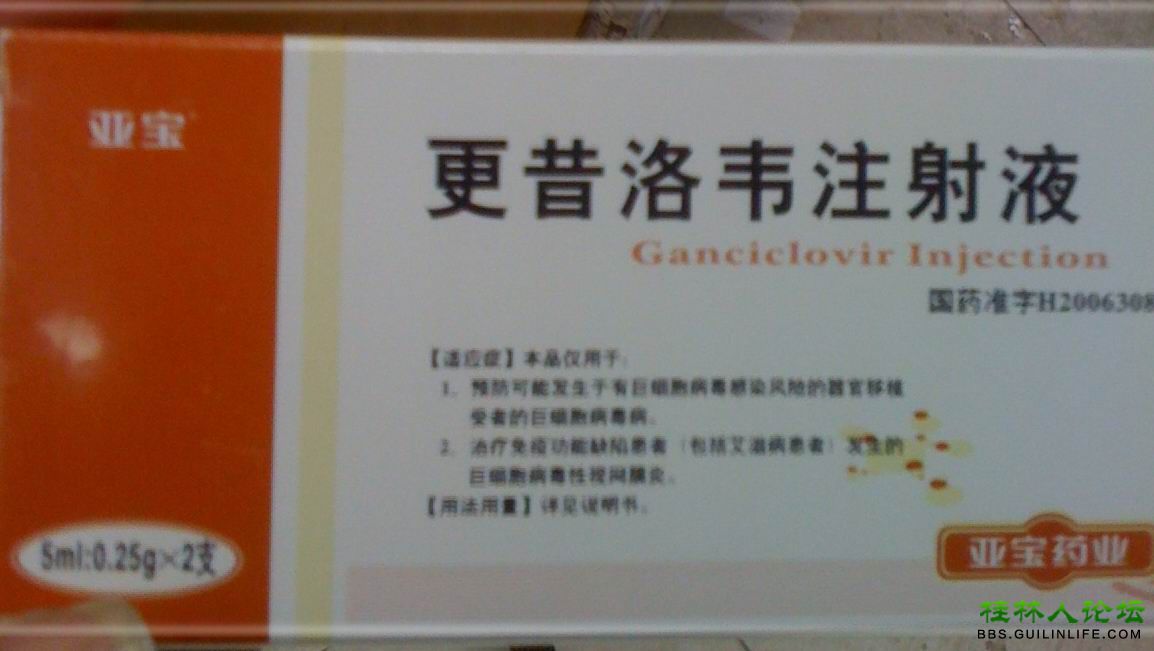 亚宝
更昔洛韦注射液
Ganciclovir Injection
国药准字H2006308
【适应症】本品仅用于:
1. 预防可能发生于有巨细胞病毒感染风险的器官移植
受者的巨细胞病毒病。
2. 治疗免疫功能缺陷患者（包括艾滋病患者）发生的
巨细胞病毒性视网膜炎。
【用法用量】详见说明书。
5ml:0.25g×2支
亚宝药业
桂林人论坛
BBS.GUILINLIFE.COM